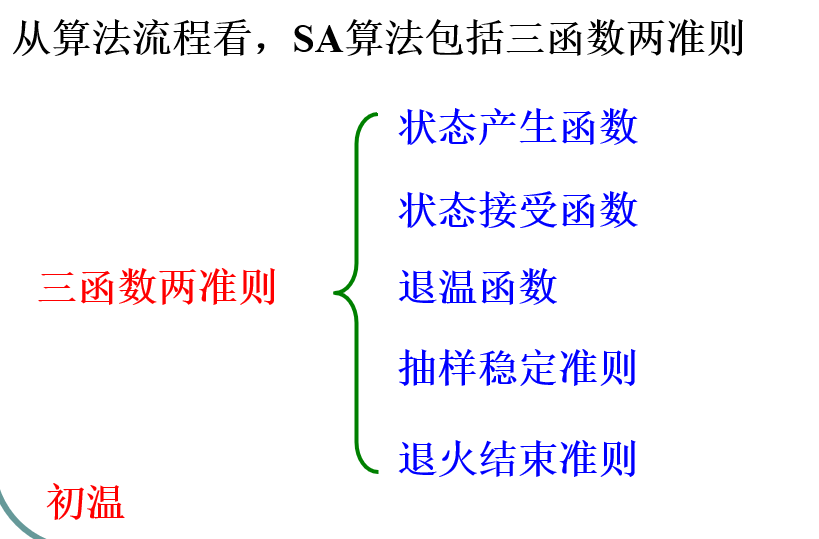 从算法流程看，SA算法包括三函数两准则
状态产生函数
状态接受函数
三函数两准则
退温函数
抽样稳定准则
退火结束准则
初温